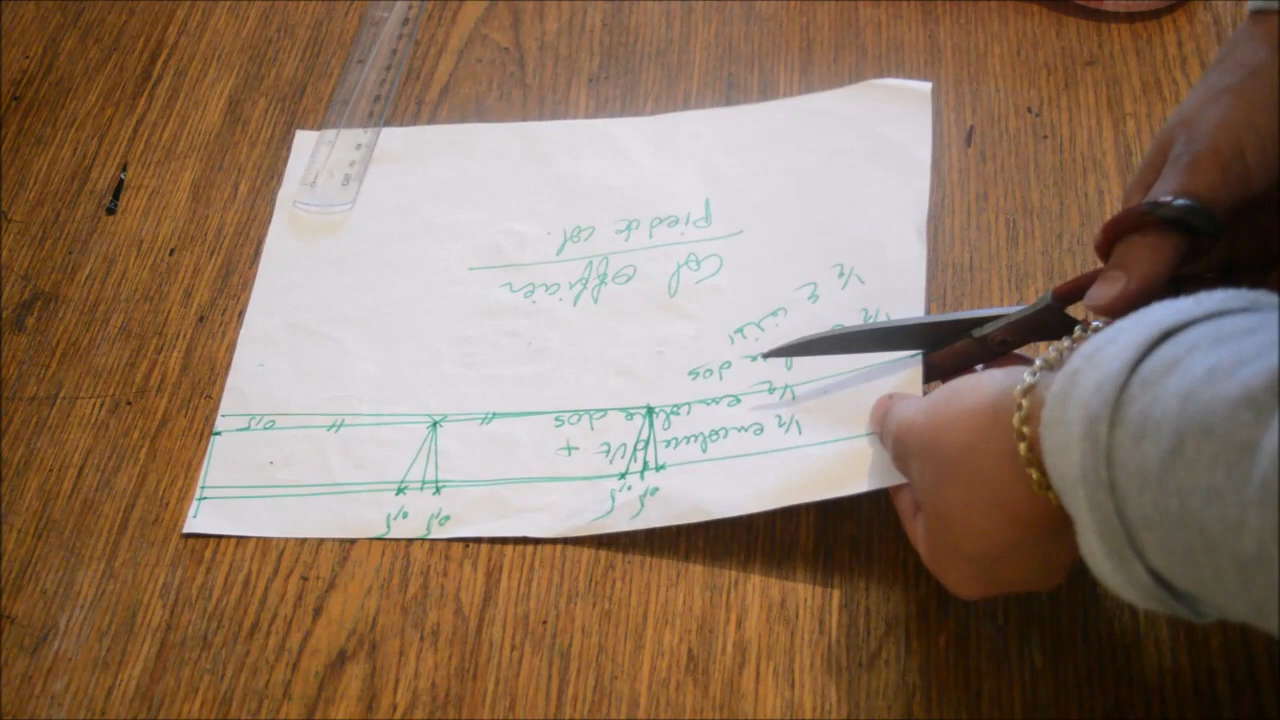 Col officier
Pied de col.
1/2 e
dos
1/2 encolure dos
1/2 encolure dvt +
0,5
0,5
0,5
0,5
0,5